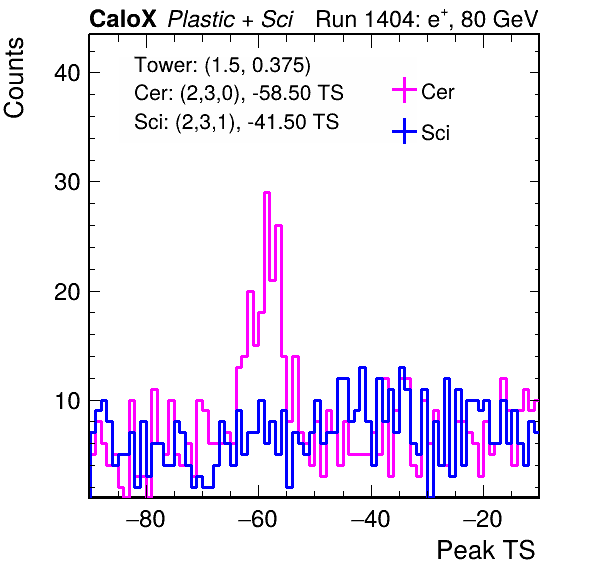 CaloX Plastic + Sci Run 1404: e+, 80 GeV
Counts
Tower: (1.5, 0.375)
Cer: (2,3,0), -58.50 TS
Sci: (2,3,1), -41.50 TS
Cer
Sci
40
30
20
10
−80 −60 −40 −20
Peak TS